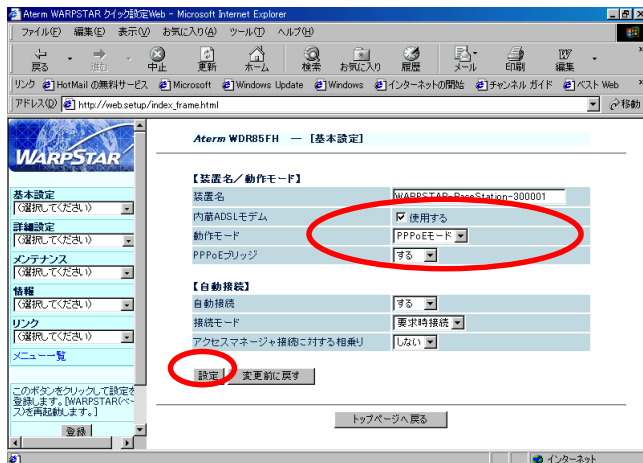 Aterm WARPSTAR クイック設定Web - Microsoft Internet Explorer
ファイル(F) 編集(E) 表示(V) お気に入り(A) ツール(T) ヘルプ(H)
戻る 進む 中止 更新 ホーム 検索 お気に入り 履歴 メール 印刷 編集
リンク HotMail の無料サービス Microsoft Windows Update Windows インターネットの開始 チャンネル ガイド ベスト Web
アドレス(D) http://web.setup/index_frame.html 移動
WARPSTAR
基本設定
(選択してください)
詳細設定
(選択してください)
メンテナンス
(選択してください)
情報
(選択してください)
リンク
(選択してください)
メニュー一覧
このボタンをクリックして設定を
登録します。[WARPSTAR(ベー
ス)を再起動します。]
登録
Aterm WDR85FH ― [基本設定]
【装置名/動作モード】
装置名 WARPSTAR-BaseStation-300001
内蔵ADSLモデム 使用する
動作モード PPPoEモード
PPPoEブリッジ する
【自動接続】
自動接続 する
接続モード 要求時接続
アクセスマネージャ接続に対する相乗り しない
設定 変更前に戻す
トップページへ戻る
インターネット